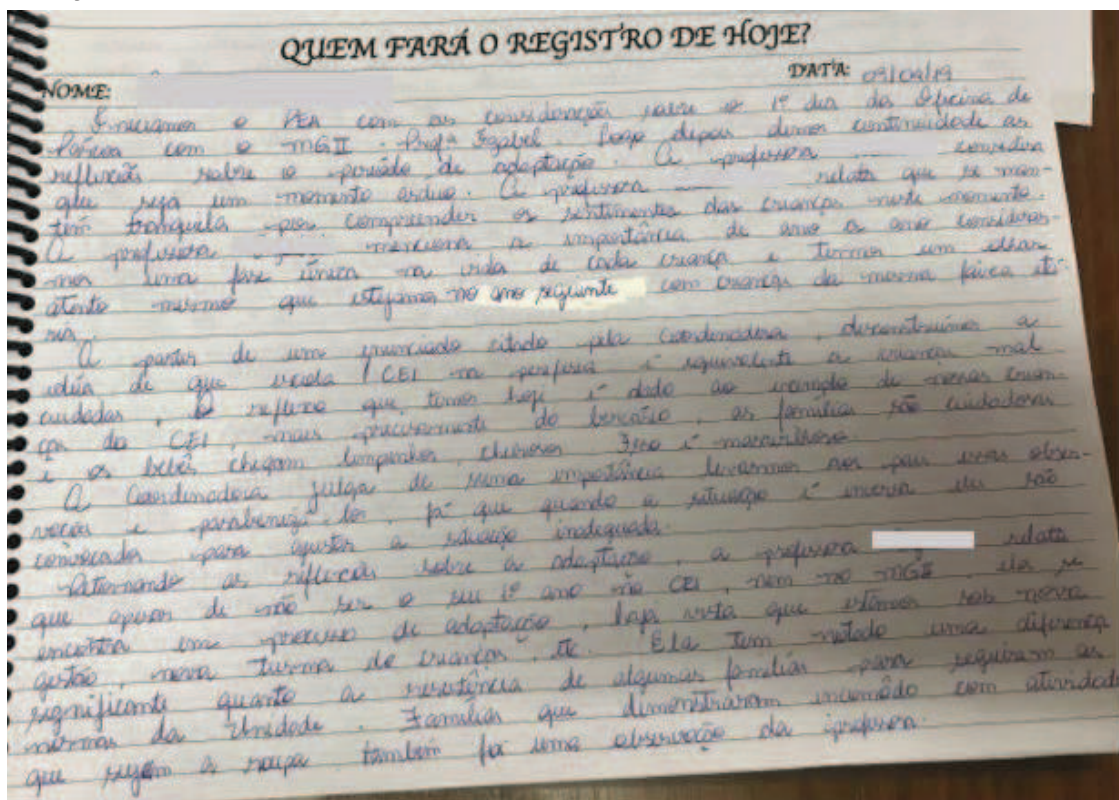 QUEM FARÁ O REGISTRO DE HOJE?
NOME: DATA: 09/04/19
Iniciamos o PEA com as considerações sobre o 1º dia da Oficina de
com o MGII - Profª Izabel. Logo depois demos continuidade as
reflexões sobre o período de adaptação. A professora considera
que seja um momento árduo. A professora relata que se man-
tém tranquila por compreender os sentimentos das crianças neste momento.
A professora menciona a importância de ano a ano considerar-
mos uma fase única na vida de cada criança e termos um olhar
atento mesmo que estejamos no ano seguinte com crianças da mesma faixa etá-
ria.
A partir de um enunciado citado pela Coordenadora, desconstruímos a
idéia de que escola / CEI na periferia é equivalente a crianças mal
cuidadas, o reflexo que temos hoje é dado ao exemplo de nossas crian-
ças do CEI, mais precisamente do berçário, as famílias são cuidadosas
e os bebês chegam limpinhos, cheirosos. Isso é maravilhoso.
A Coordenadora julga de suma importância levarmos aos pais essas obser-
vações e parabenizá-los, já que quando a situação é inversa eles são
convocados para ajustar a situação inadequada.
Retornando as reflexões sobre a adaptação, a professora relata
que apesar de não ser o seu 1º ano no CEI, nem no MGII, ela se
encontra em processo de adaptação, haja vista que estamos sob nova
gestão, nova turma de crianças, etc. Ela tem notado uma diferença
significante quanto a resistência de algumas famílias para seguiram as
normas da Unidade. Famílias que demonstraram incomôdo com atividade
que sujam a roupa também foi uma observação da professora.